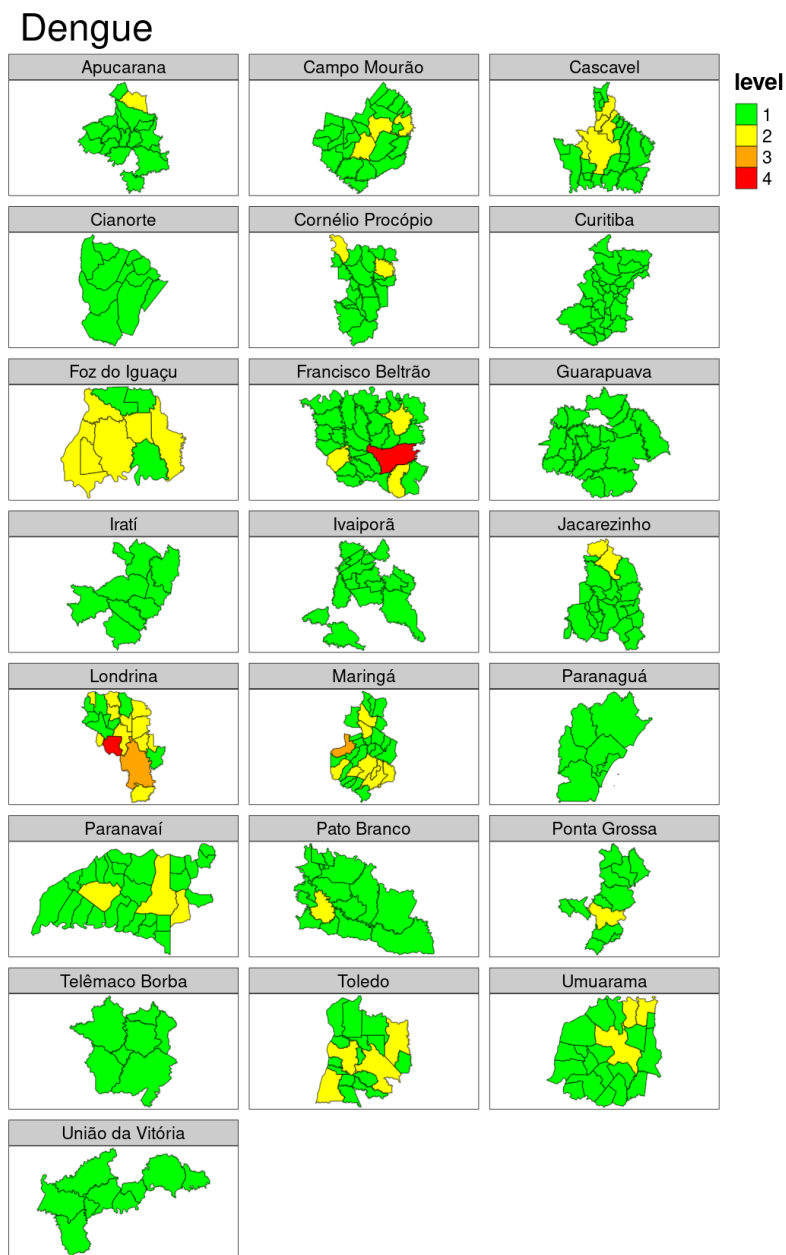 Dengue
Apucarana
Campo Mourão
Cascavel
level
1
2
3
4
Cianorte
Cornélio Procópio
Curitiba
Foz do Iguaçu
Francisco Beltrão
Guarapuava
Iratí
Ivaiporã
Jacarezinho
Londrina
Maringá
Paranaguá
Paranavaí
Pato Branco
Ponta Grossa
Telêmaco Borba
Toledo
Umuarama
União da Vitória